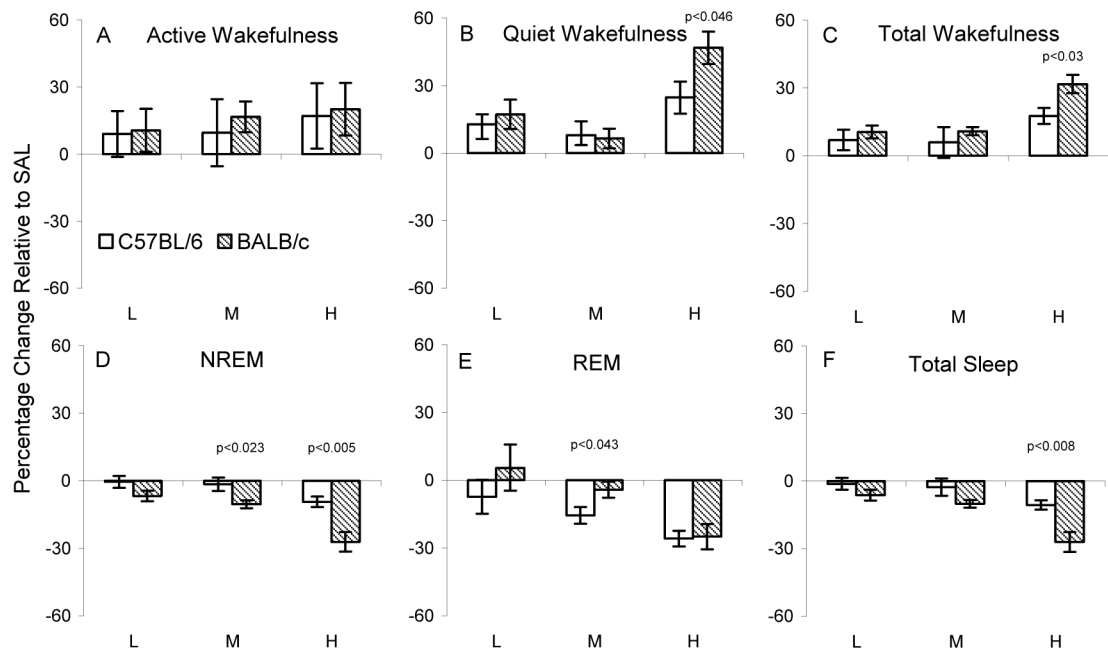 Percentage Change Relative to SAL
A Active Wakefulness
60
30
0
-30
-60
C57BL/6 BALB/c
L M H
B Quiet Wakefulness
p<0.046
60
30
0
-30
-60
L M H
C Total Wakefulness
p<0.03
60
30
0
-30
-60
L M H
D NREM
60
30
0
-30
-60
p<0.023 p<0.005
L M H
E REM
60
30
0
-30
-60
p<0.043
L M H
F Total Sleep
60
30
0
-30
-60
p<0.008
L M H